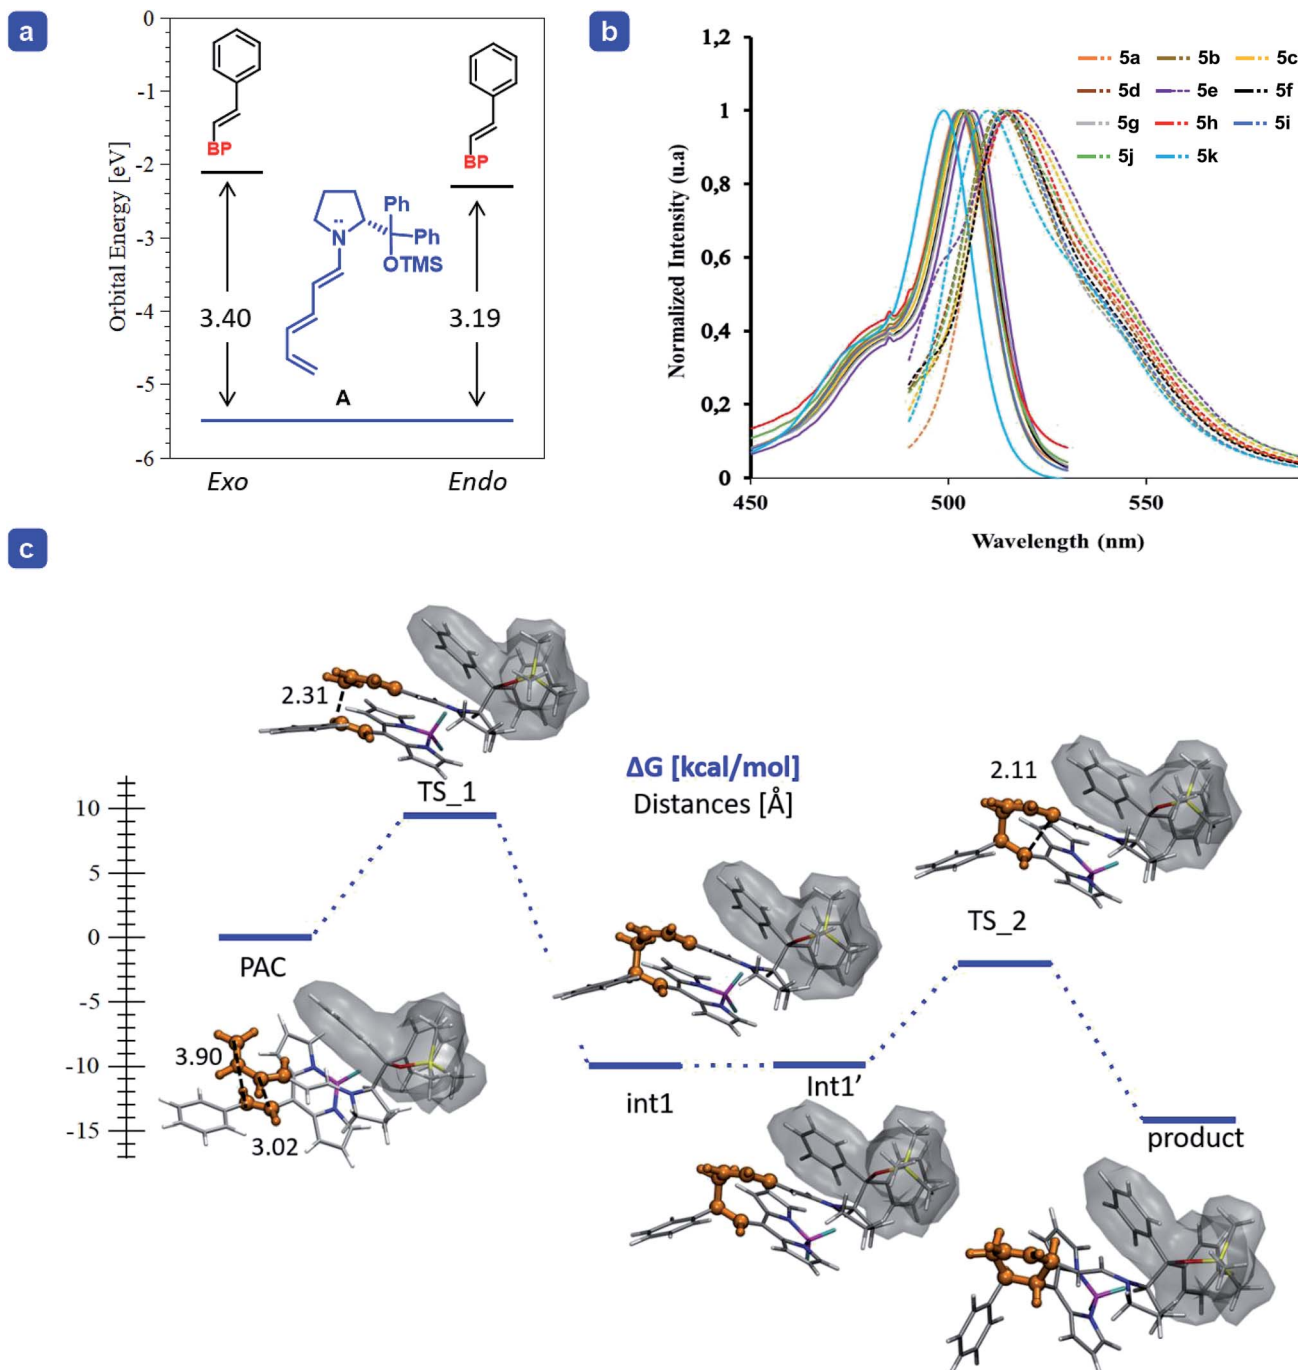 a
0
-1
-2
-3
-4
-5
-6
Orbital Energy [eV]
BP
BP
3.40
3.19
N
Ph
Ph
OTMS
A
Exo
Endo
b
1,2
1
0,8
0,6
0,4
0,2
0
Normalized Intensity (u.a)
450
500
550
Wavelength (nm)
5a
5b
5c
5d
5e
5f
5g
5h
5i
5j
5k
c
10
5
0
-5
-10
-15
ΔG [kcal/mol]
Distances [Å]
2.31
TS_1
PAC
3.90
3.02
int1
Int1’
2.11
TS_2
product